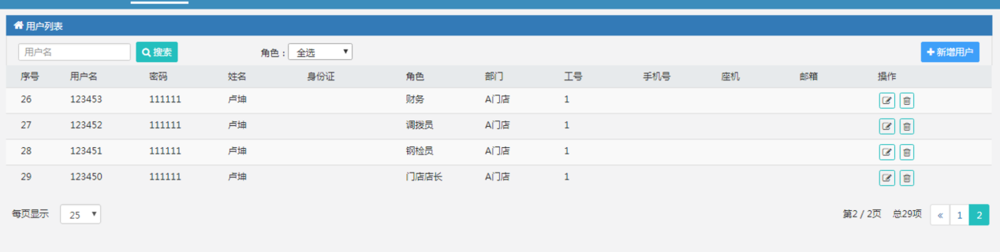 用户列表
用户名 搜索 角色： 全选 新增用户
序号 用户名 密码 姓名 身份证 角色 部门 工号 手机号 座机 邮箱 操作
26 123453 111111 卢坤 财务 A门店 1
27 123452 111111 卢坤 调拨员 A门店 1
28 123451 111111 卢坤 钢检员 A门店 1
29 123450 111111 卢坤 门店店长 A门店 1
每页显示 25 第2 / 2页 总29项 « 1 2